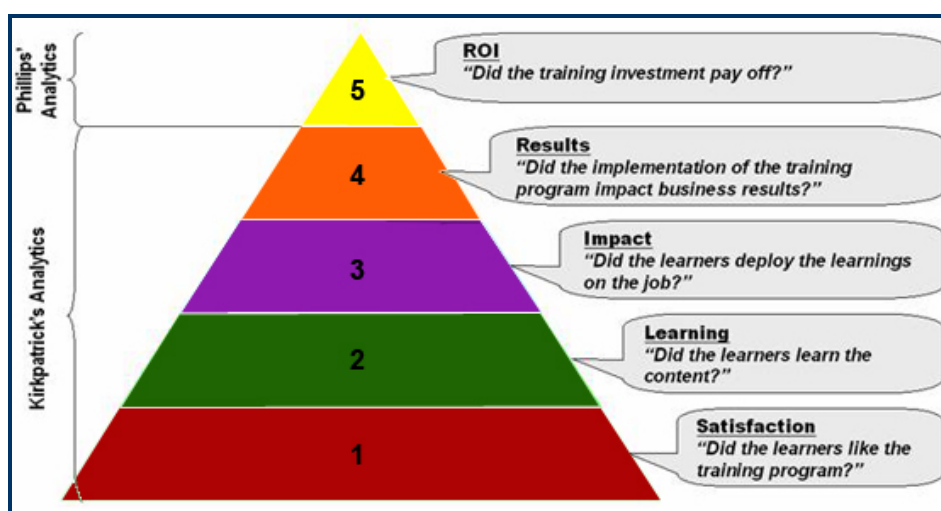 Phillips'
Analytics
Kirkpatrick's Analytics
5
ROI
“Did the training investment pay off?”
4
Results
“Did the implementation of the training
program impact business results?”
3
Impact
“Did the learners deploy the learnings
on the job?”
2
Learning
“Did the learners learn the
content?”
1
Satisfaction
“Did the learners like the
training program?”